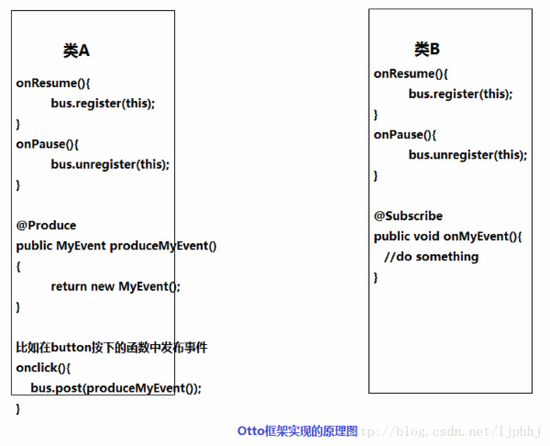 类A
onResume(){
bus.register(this);
}
onPause(){
bus.unregister(this);
}
@Produce
public MyEvent produceMyEvent()
{
return new MyEvent();
}
比如在button按下的函数中发布事件
onclick(){
bus.post(produceMyEvent());
}
类B
onResume(){
bus.register(this);
}
onPause(){
bus.unregister(this);
}
@Subscribe
public void onMyEvent(){
//do something
}
Otto框架实现的原理图
http://blog.csdn.net/ljphhj